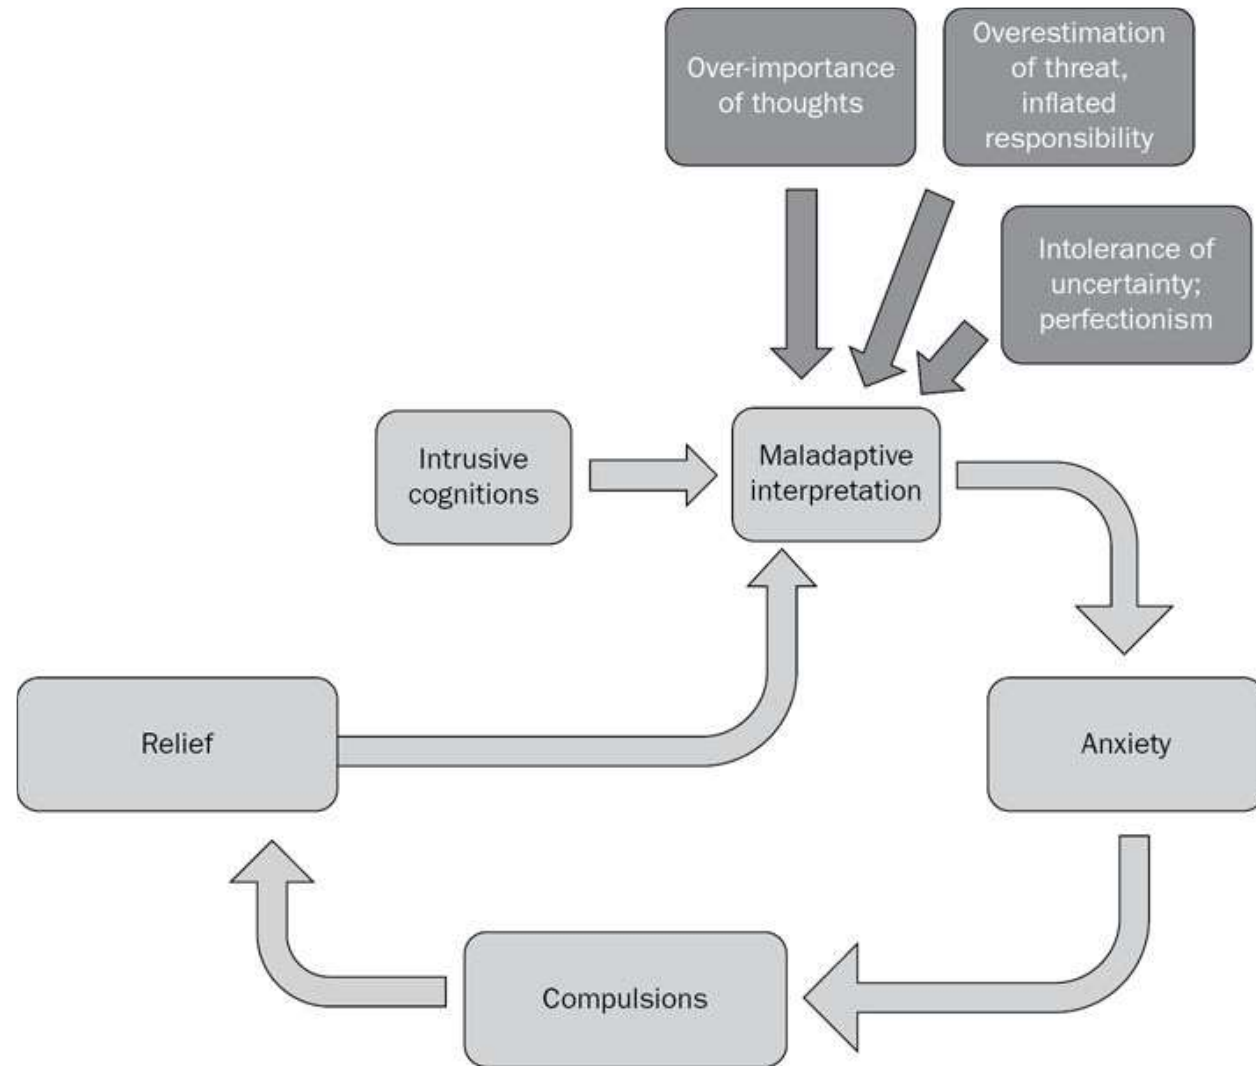 Over-importance
of thoughts
Overestimation
of threat,
inflated
responsibility
Intolerance of
uncertainty;
perfectionism
Intrusive
cognitions
Maladaptive
interpretation
Relief
Anxiety
Compulsions